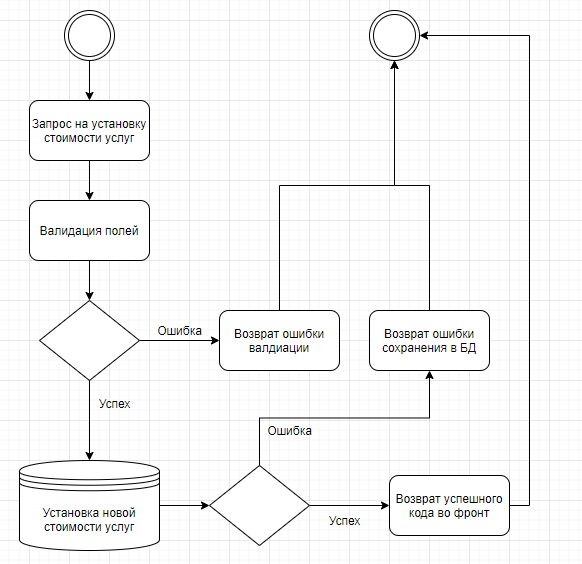 Запрос на установку
стоимости услуг
Валидация полей
Ошибка
Возврат ошибки
валдиации
Возврат ошибки
сохранения в БД
Успех
Ошибка
Установка новой
стоимости услуг
Успех
Возврат успешного
кода во фронт